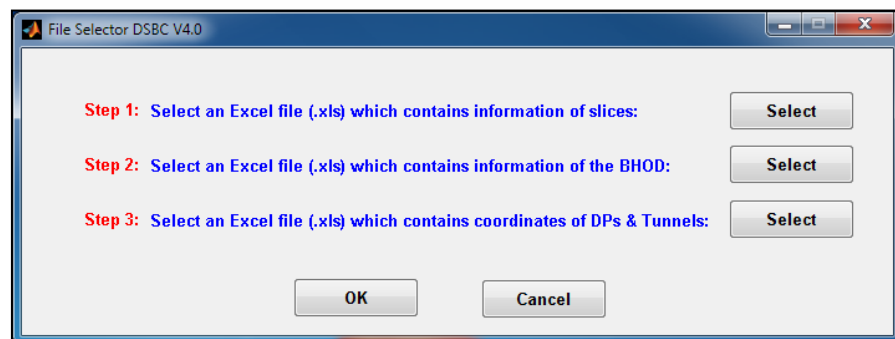 File Selector DSBC V4.0
Step 1: Select an Excel file (.xls) which contains information of slices: Select
Step 2: Select an Excel file (.xls) which contains information of the BHOD: Select
Step 3: Select an Excel file (.xls) which contains coordinates of DPs & Tunnels: Select
OK Cancel